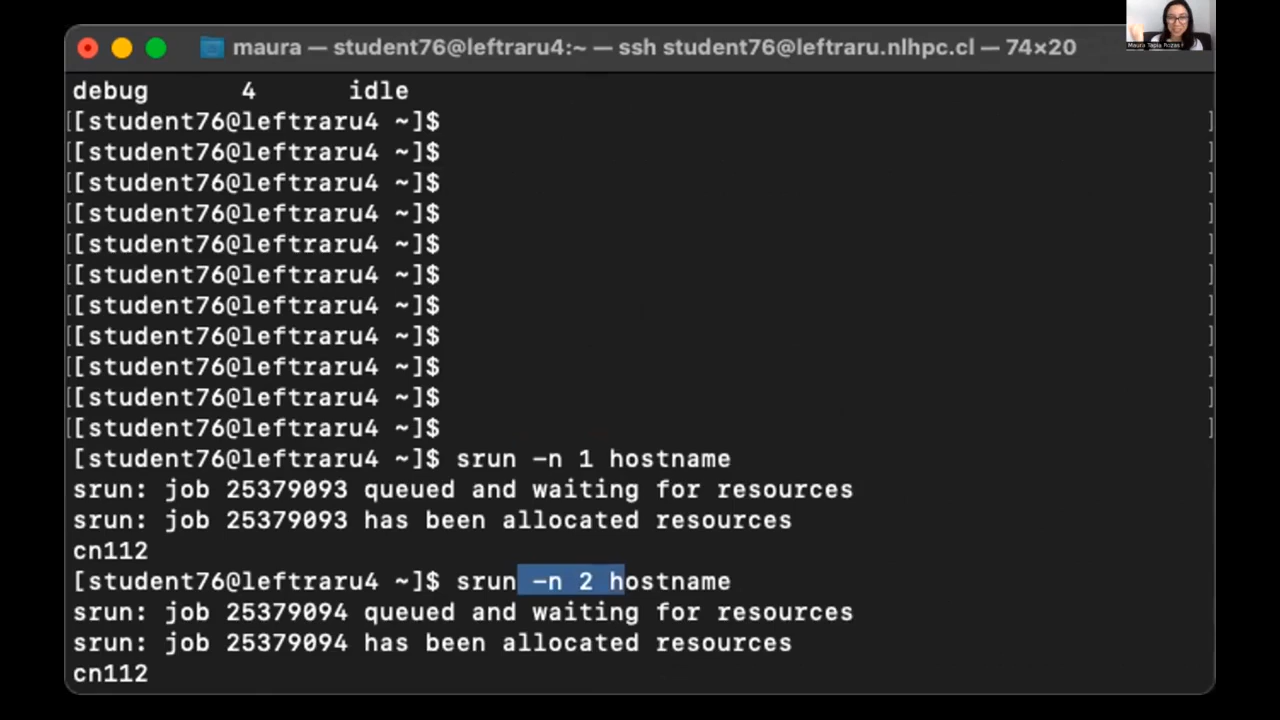 maura — student76@leftraru4:~ — ssh student76@leftraru.nlhpc.cl — 74×20
Maura Tapia Rozas
debug 4 idle
[[student76@leftraru4 ~]$ ]
[[student76@leftraru4 ~]$ ]
[[student76@leftraru4 ~]$ ]
[[student76@leftraru4 ~]$ ]
[[student76@leftraru4 ~]$ ]
[[student76@leftraru4 ~]$ ]
[[student76@leftraru4 ~]$ ]
[[student76@leftraru4 ~]$ ]
[[student76@leftraru4 ~]$ ]
[[student76@leftraru4 ~]$ ]
[[student76@leftraru4 ~]$ ]
[student76@leftraru4 ~]$ srun -n 1 hostname
srun: job 25379093 queued and waiting for resources
srun: job 25379093 has been allocated resources
cn112
[student76@leftraru4 ~]$ srun -n 2 hostname
srun: job 25379094 queued and waiting for resources
srun: job 25379094 has been allocated resources
cn112